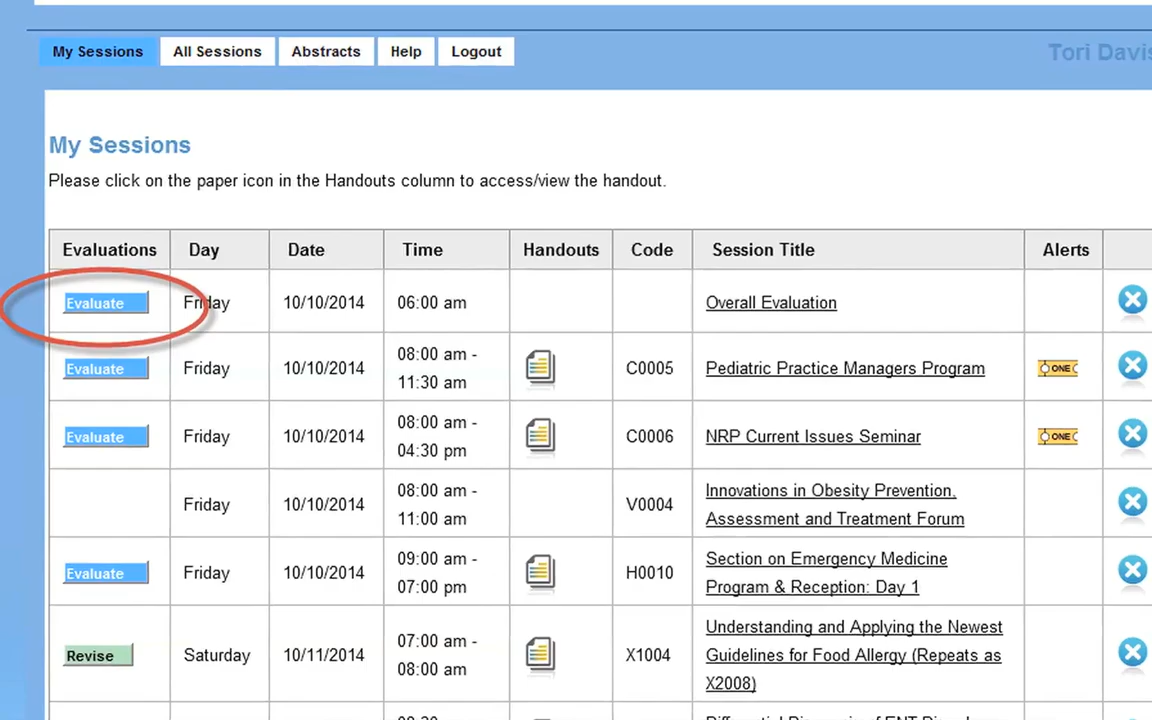 My Sessions All Sessions Abstracts Help Logout Tori Davis
My Sessions
Please click on the paper icon in the Handouts column to access/view the handout.
Evaluations Day Date Time Handouts Code Session Title Alerts
Evaluate Friday 10/10/2014 06:00 am Overall Evaluation
Evaluate Friday 10/10/2014 08:00 am - 11:30 am C0005 Pediatric Practice Managers Program ONE
Evaluate Friday 10/10/2014 08:00 am - 04:30 pm C0006 NRP Current Issues Seminar ONE
Friday 10/10/2014 08:00 am - 11:00 am V0004 Innovations in Obesity Prevention,
Assessment and Treatment Forum
Evaluate Friday 10/10/2014 09:00 am - 07:00 pm H0010 Section on Emergency Medicine
Program & Reception: Day 1
Revise Saturday 10/11/2014 07:00 am - 08:00 am X1004 Understanding and Applying the Newest
Guidelines for Food Allergy (Repeats as
X2008)